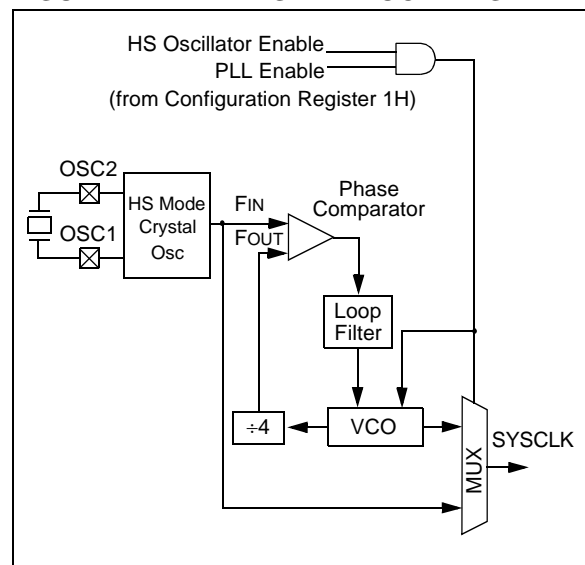 HS Oscillator Enable
PLL Enable
(from Configuration Register 1H)
OSC2
OSC1
HS Mode
Crystal
Osc
FIN
FOUT
Phase
Comparator
Loop
Filter
÷4
VCO
MUX
SYSCLK